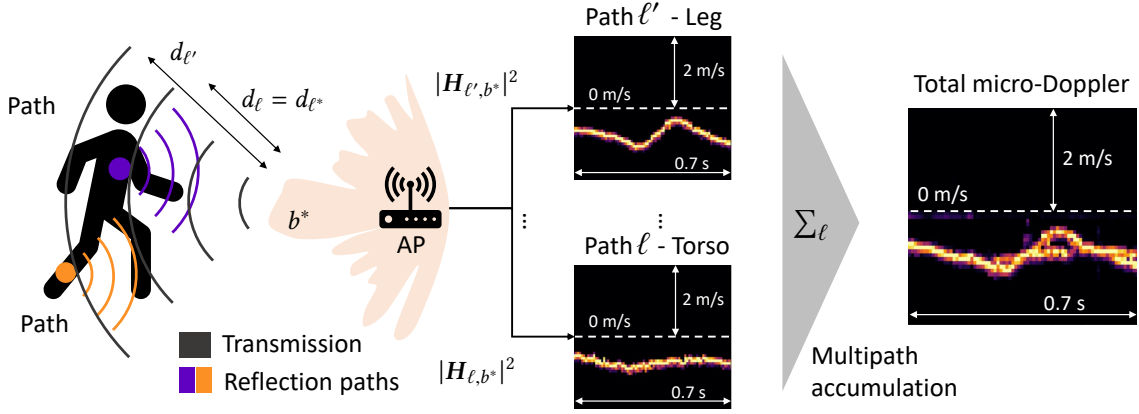 Path ℓ′ - Leg
d_ℓ′
d_ℓ = d_ℓ*
Path
|H_ℓ′,b*|²
2 m/s
0 m/s
0.7 s
Total micro-Doppler
2 m/s
0 m/s
0.7 s
b*
AP
⋮
⋮
∑_ℓ
Path ℓ - Torso
2 m/s
0 m/s
0.7 s
|H_ℓ,b*|²
Path
Transmission
Reflection paths
Multipath
accumulation